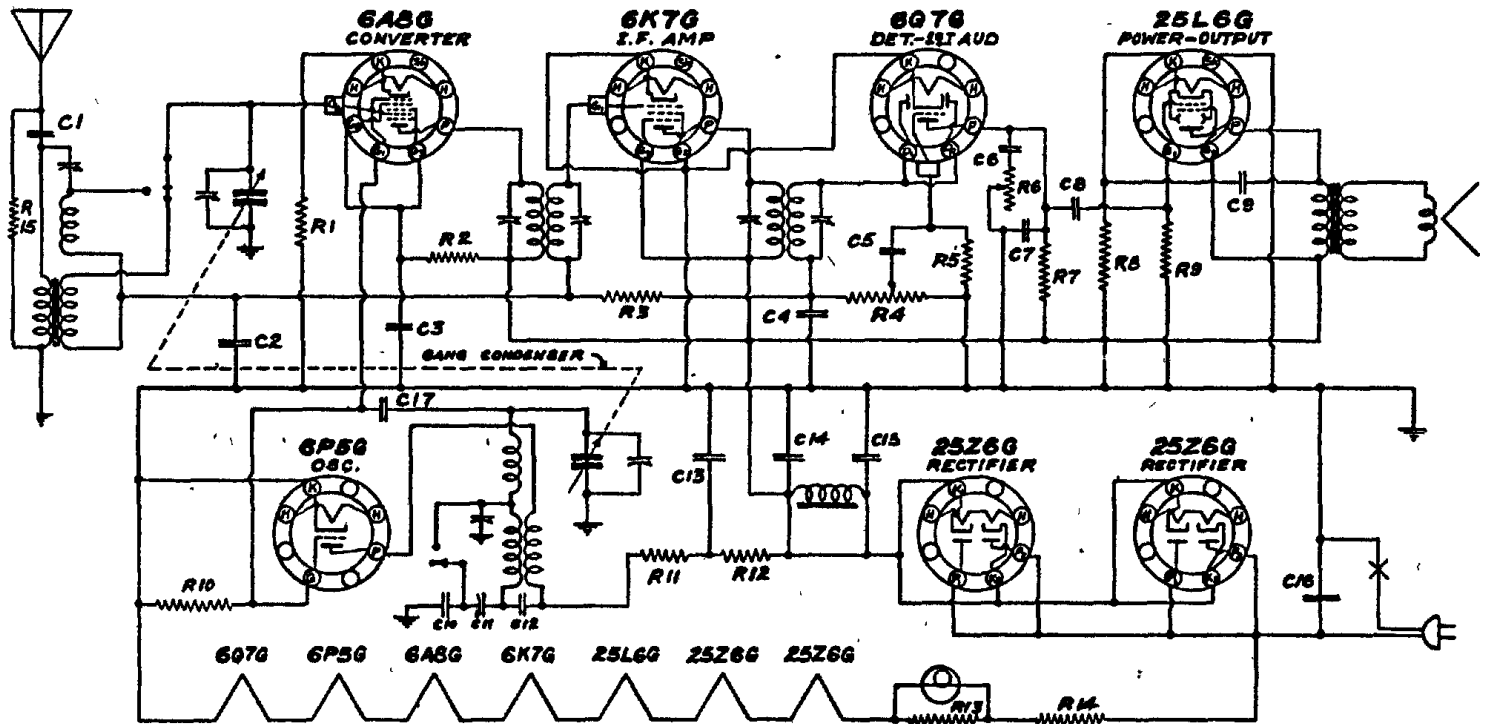 6A8G
CONVERTER
6K7G
I.F. AMP
6Q7G
DET.-1ST AUD
25L6G
POWER-OUTPUT
C1
R
15
R1
R2
C6
R6
C8
C9
C5
R5
C7
R7
R8
R9
R3
C4
R4
C2
C3
GANG CONDENSER
C17
6P5G
OSC.
C13
C14
C15
25Z6G
RECTIFIER
25Z6G
RECTIFIER
R10
R11
R12
C16
C10
C11
C12
6Q7G 6P5G 6A8G 6K7G 25L6G 25Z6G 25Z6G
R13
R14